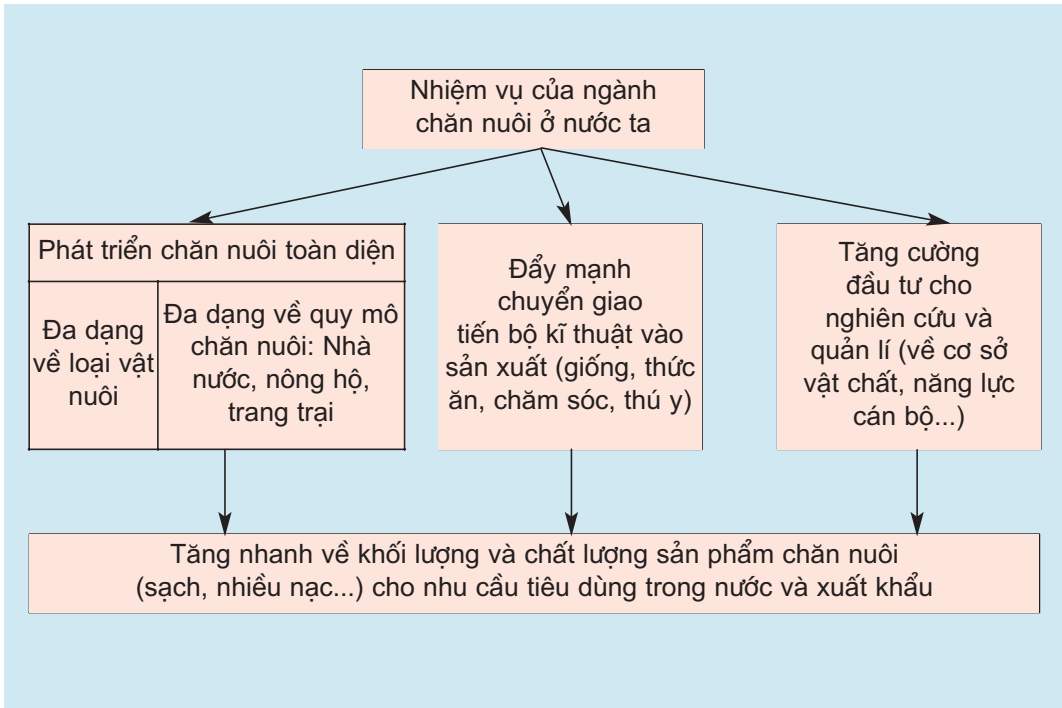 Nhiệm vụ của ngành
chăn nuôi ở nước ta
Phát triển chăn nuôi toàn diện
Đa dạng
về loại vật
nuôi
Đa dạng về quy mô
chăn nuôi: Nhà
nước, nông hộ,
trang trại
Đẩy mạnh
chuyển giao
tiến bộ kĩ thuật vào
sản xuất (giống, thức
ăn, chăm sóc, thú y)
Tăng cường
đầu tư cho
nghiên cứu và
quản lí (về cơ sở
vật chất, năng lực
cán bộ...)
Tăng nhanh về khối lượng và chất lượng sản phẩm chăn nuôi
(sạch, nhiều nạc...) cho nhu cầu tiêu dùng trong nước và xuất khẩu